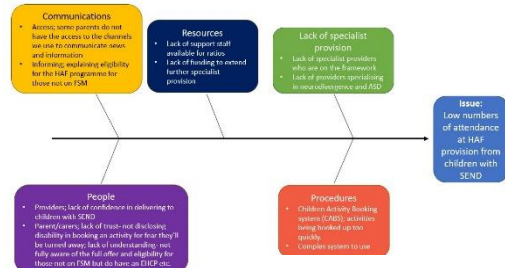 Communications
• Access; some parents do not have
the access to the channels
we use to communicate news
and information
• Informing; explaining eligibility
for the HAF programme for
those not on FSM
Resources
• Lack of support staff
available for ratios
• Lack of funding to extend
further specialist
provision
Lack of specialist
provision
• Lack of specialist providers
who are on the framework
• Lack of providers specialising
in neurodivergence and ASD
Issue:
Low numbers
of attendance
at HAF
provision from
children with
SEND
People
• Providers; lack of confidence in delivering to
children with SEND
• Parent/carers; lack of trust- not disclosing
disability in booking an activity for fear they'll
be turned away; lack of understanding- not
fully aware of the full offer and eligibility for
those not on FSM but do have an EHCP etc.
Procedures
• Children Activity Booking
system (CABS); activities
being booked up too
quickly.
• Complex system to use